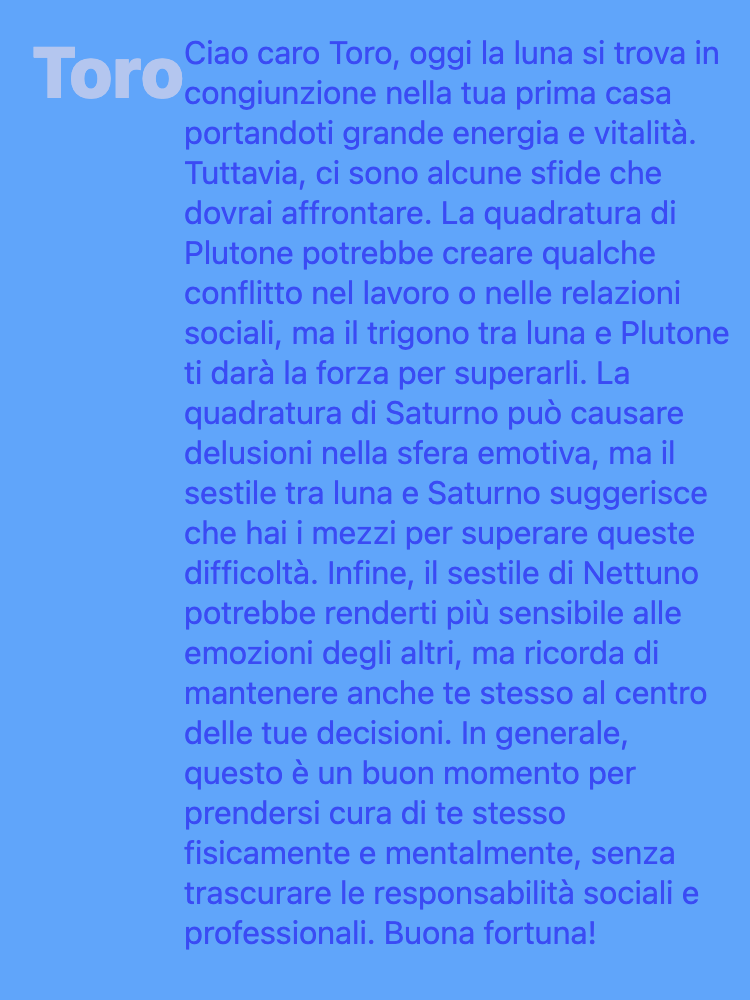 Toro
Ciao caro Toro, oggi la luna si trova in
congiunzione nella tua prima casa
portandoti grande energia e vitalità.
Tuttavia, ci sono alcune sfide che
dovrai affrontare. La quadratura di
Plutone potrebbe creare qualche
conflitto nel lavoro o nelle relazioni
sociali, ma il trigono tra luna e Plutone
ti darà la forza per superarli. La
quadratura di Saturno può causare
delusioni nella sfera emotiva, ma il
sestile tra luna e Saturno suggerisce
che hai i mezzi per superare queste
difficoltà. Infine, il sestile di Nettuno
potrebbe renderti più sensibile alle
emozioni degli altri, ma ricorda di
mantenere anche te stesso al centro
delle tue decisioni. In generale,
questo è un buon momento per
prendersi cura di te stesso
fisicamente e mentalmente, senza
trascurare le responsabilità sociali e
professionali. Buona fortuna!